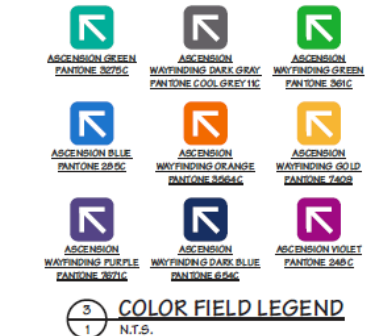 ASCENSION GREEN
PANTONE 3275C
ASCENSION
WAYFINDING DARK GRAY
PANTONE COOL GREY 11C
ASCENSION
WAYFINDING GREEN
PANTONE 361C
ASCENSION BLUE
PANTONE 285C
ASCENSION
WAYFINDING ORANGE
PANTONE 3564C
ASCENSION
WAYFINDING GOLD
PANTONE 7409
ASCENSION
WAYFINDING PURPLE
PANTONE 7671C
ASCENSION
WAYFINDING DARK BLUE
PANTONE 654C
ASCENSION VIOLET
PANTONE 248C
3
1
COLOR FIELD LEGEND
N.T.S.